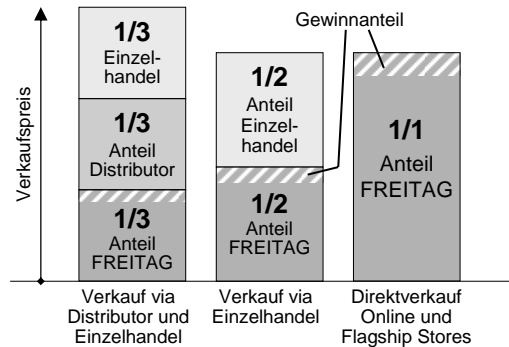 Verkaufspreis
Gewinnanteil
1/3
Einzel-
handel
1/3
Anteil
Distributor
1/3
Anteil
FREITAG
1/2
Anteil
Einzel-
handel
1/2
Anteil
FREITAG
1/1
Anteil
FREITAG
Verkauf via
Distributor und
Einzelhandel
Verkauf via
Einzelhandel
Direktverkauf
Online und
Flagship Stores